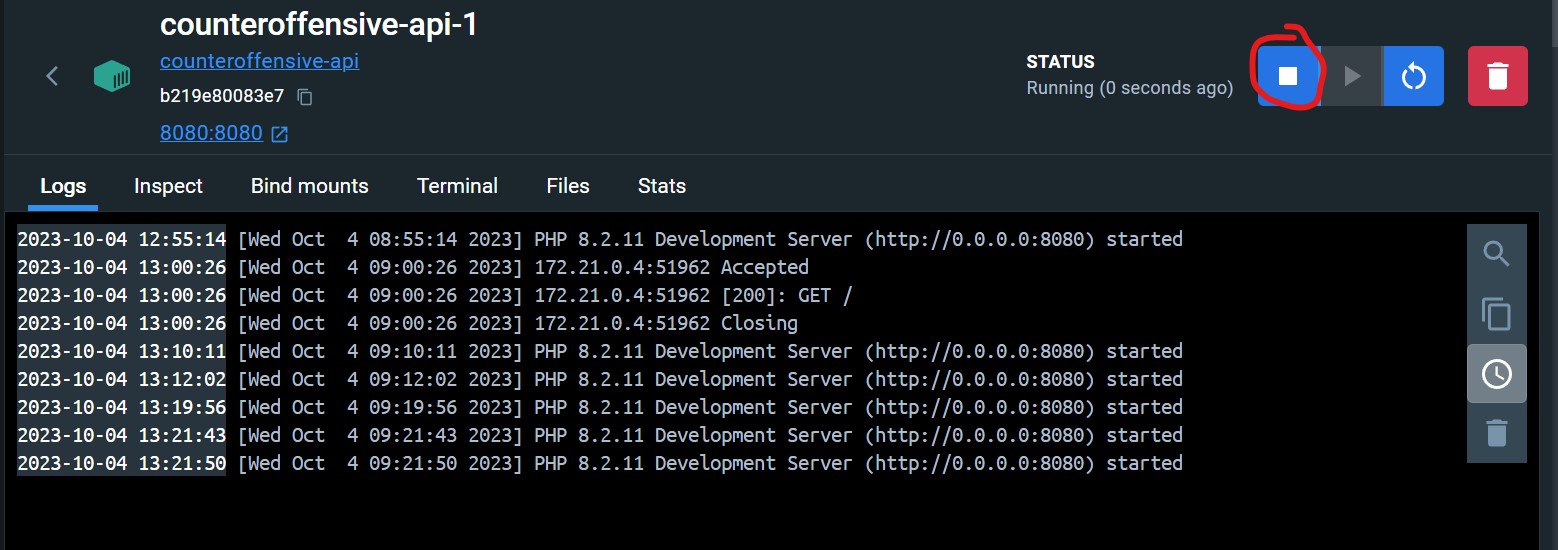 counteroffensive-api-1
counteroffensive-api
b219e80083e7
8080:8080
STATUS
Running (0 seconds ago)
Logs Inspect Bind mounts Terminal Files Stats
2023-10-04 12:55:14 [Wed Oct  4 08:55:14 2023] PHP 8.2.11 Development Server (http://0.0.0.0:8080) started
2023-10-04 13:00:26 [Wed Oct  4 09:00:26 2023] 172.21.0.4:51962 Accepted
2023-10-04 13:00:26 [Wed Oct  4 09:00:26 2023] 172.21.0.4:51962 [200]: GET /
2023-10-04 13:00:26 [Wed Oct  4 09:00:26 2023] 172.21.0.4:51962 Closing
2023-10-04 13:10:11 [Wed Oct  4 09:10:11 2023] PHP 8.2.11 Development Server (http://0.0.0.0:8080) started
2023-10-04 13:12:02 [Wed Oct  4 09:12:02 2023] PHP 8.2.11 Development Server (http://0.0.0.0:8080) started
2023-10-04 13:19:56 [Wed Oct  4 09:19:56 2023] PHP 8.2.11 Development Server (http://0.0.0.0:8080) started
2023-10-04 13:21:43 [Wed Oct  4 09:21:43 2023] PHP 8.2.11 Development Server (http://0.0.0.0:8080) started
2023-10-04 13:21:50 [Wed Oct  4 09:21:50 2023] PHP 8.2.11 Development Server (http://0.0.0.0:8080) started